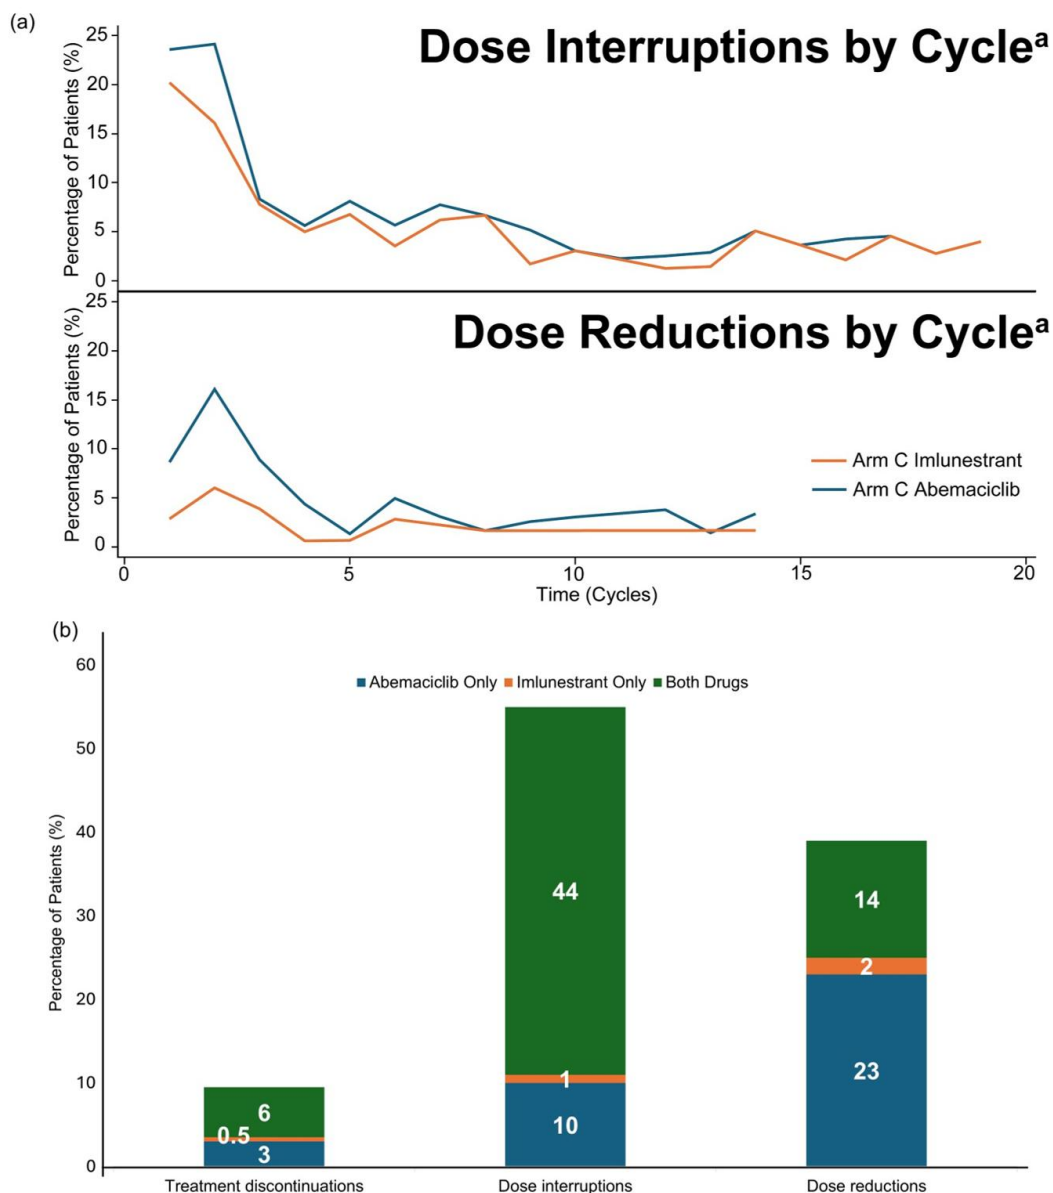 (a)
Dose Interruptions by Cycleᵃ
Percentage of Patients (%)
25
20
15
10
5
0
Dose Reductions by Cycleᵃ
Percentage of Patients (%)
25
20
15
10
5
0
Arm C Imlunestrant
Arm C Abemaciclib
0 5 10 15 20
Time (Cycles)
(b)
Percentage of Patients (%)
60
50
40
30
20
10
0
Abemaciclib Only Imlunestrant Only Both Drugs
6
0.5
3
44
1
10
14
2
23
Treatment discontinuations Dose interruptions Dose reductions